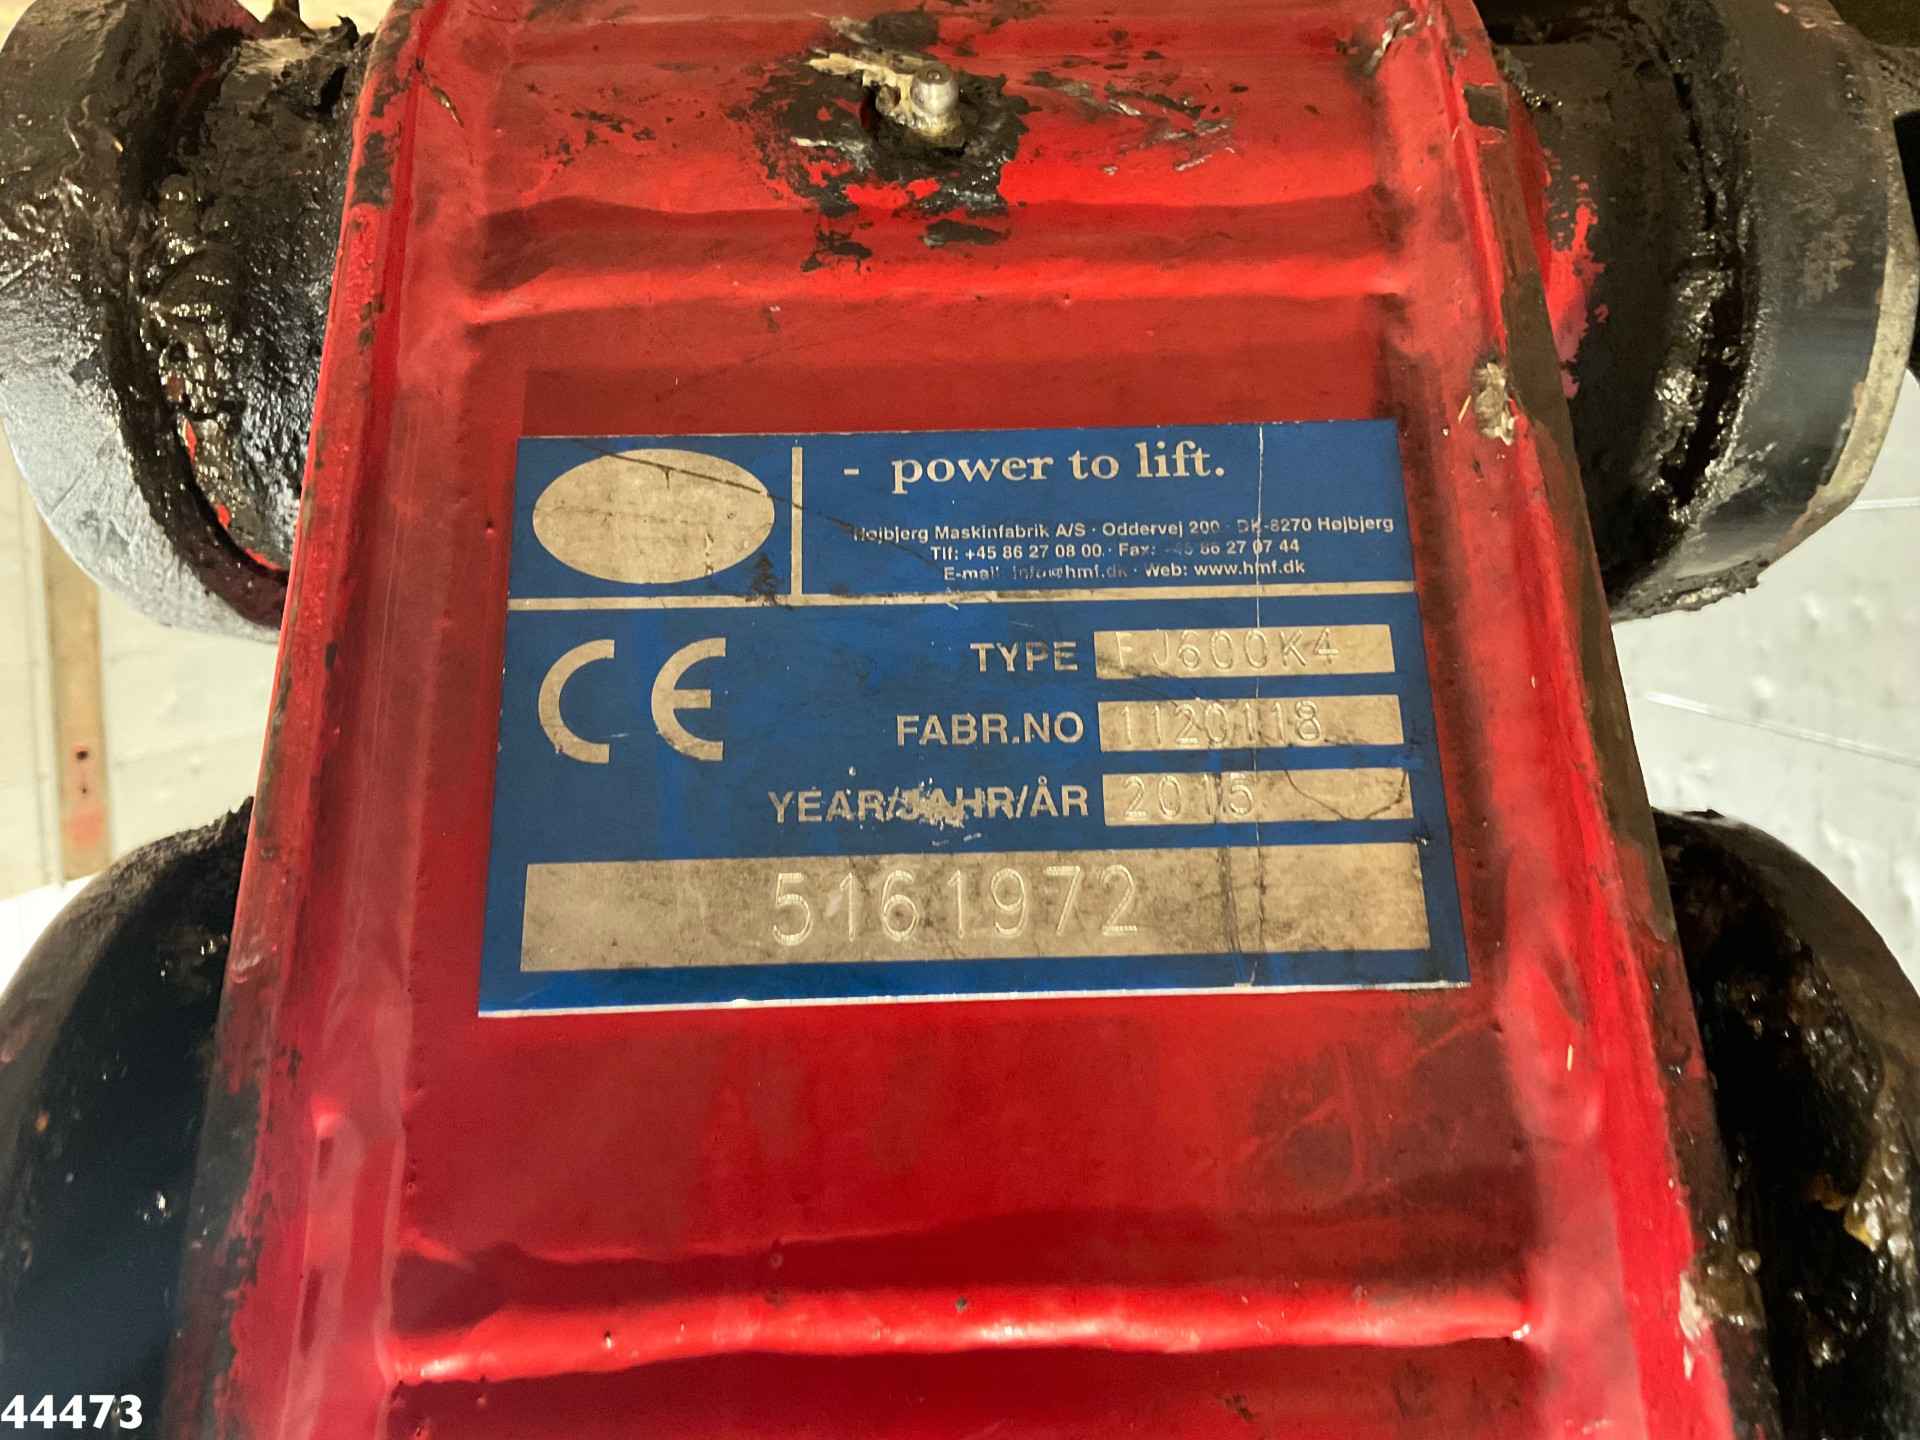 - power to lift.
Højbjerg Maskinfabrik A/S · Oddervej 200 · DK-8270 Højbjerg
Tlf: +45 86 27 08 00 · Fax: +45 86 27 07 44
E-mail: info@hmf.dk · Web: www.hmf.dk
CE
TYPE FJ600K4
FABR.NO 1120118
YEAR/JAHR/ÅR 2015
5161972
44473